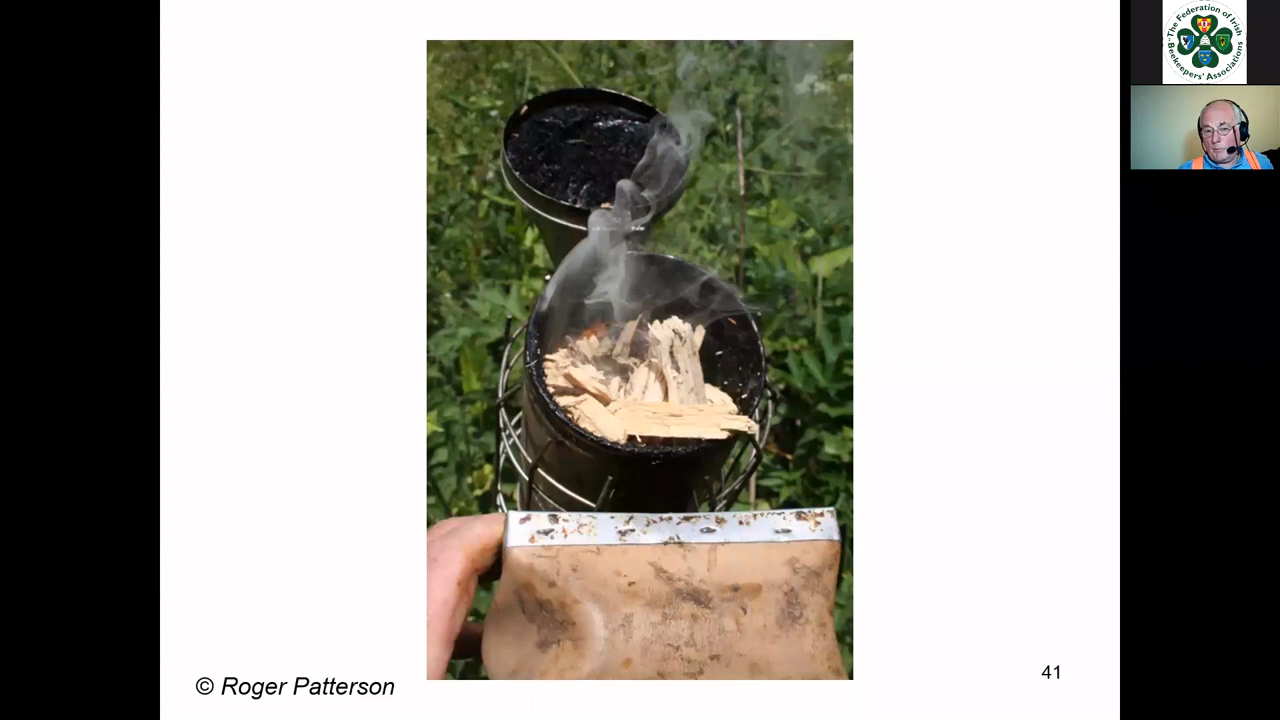 "The Federation of Irish
Beekeepers' Associations"
© Roger Patterson
41